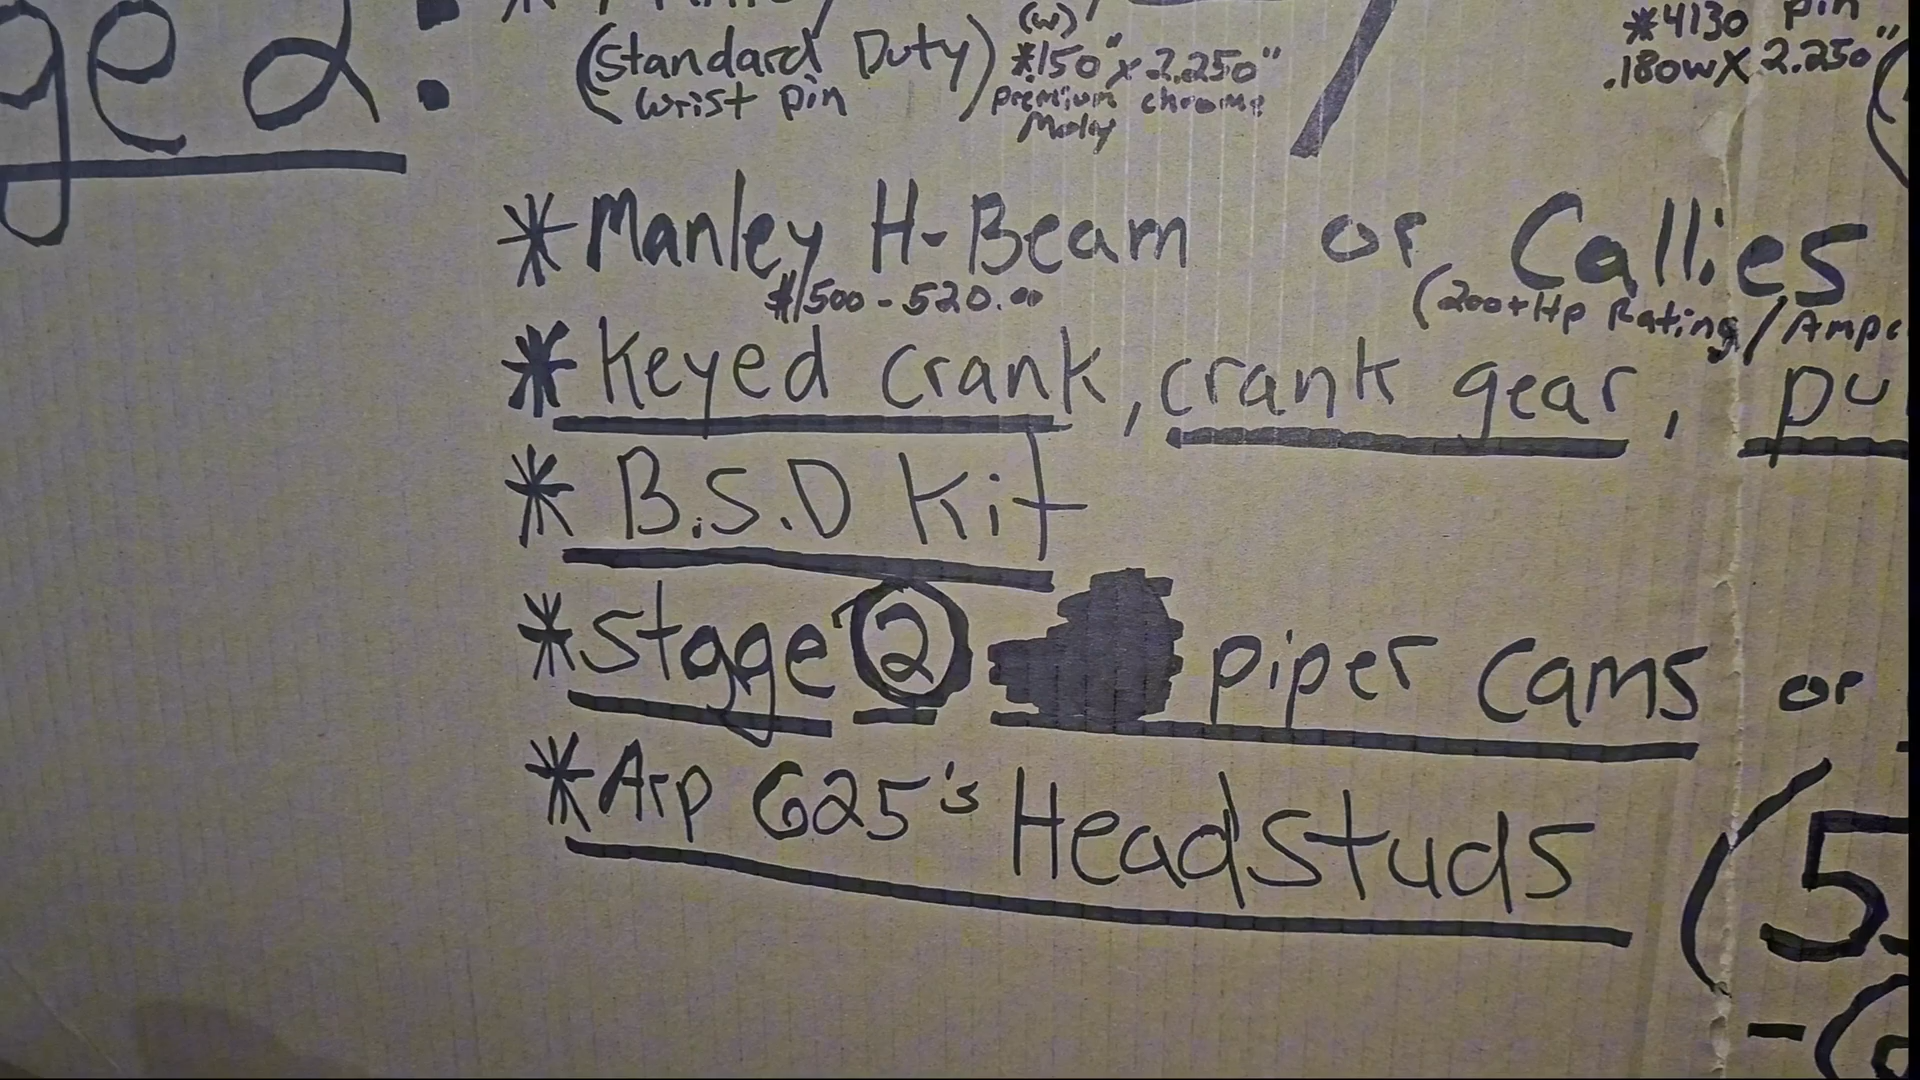 ge 2:
(standard Duty) (w) *.150" x 2.250"
wrist pin premium chrome
Manley
*4130 pin
.180w X 2.250"
*Manley H-Beam or Callies
$500-520.00 (200+Hp Rating/
*Keyed crank, crank gear,
*B.S.D Kit
*stage 2 piper cams or
*Arp 625's Headstuds (5